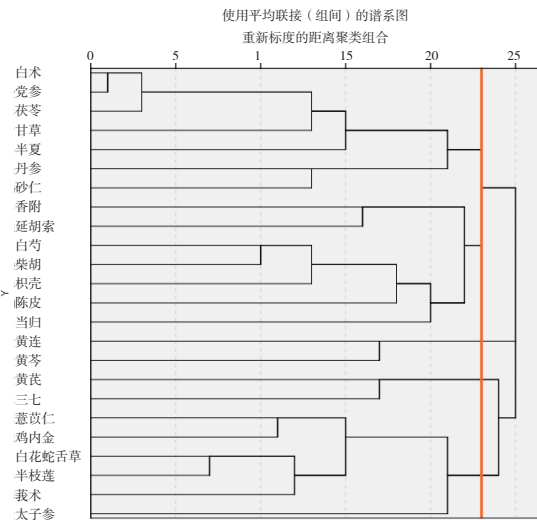 使用平均联接（组间）的谱系图
重新标度的距离聚类组合
0 5 1 15 20 25
白术
党参
茯苓
甘草
半夏
丹参
砂仁
香附
延胡索
白芍
柴胡
枳壳
陈皮
当归
黄连
黄芩
黄芪
三七
薏苡仁
鸡内金
白花蛇舌草
半枝莲
莪术
太子参
Y